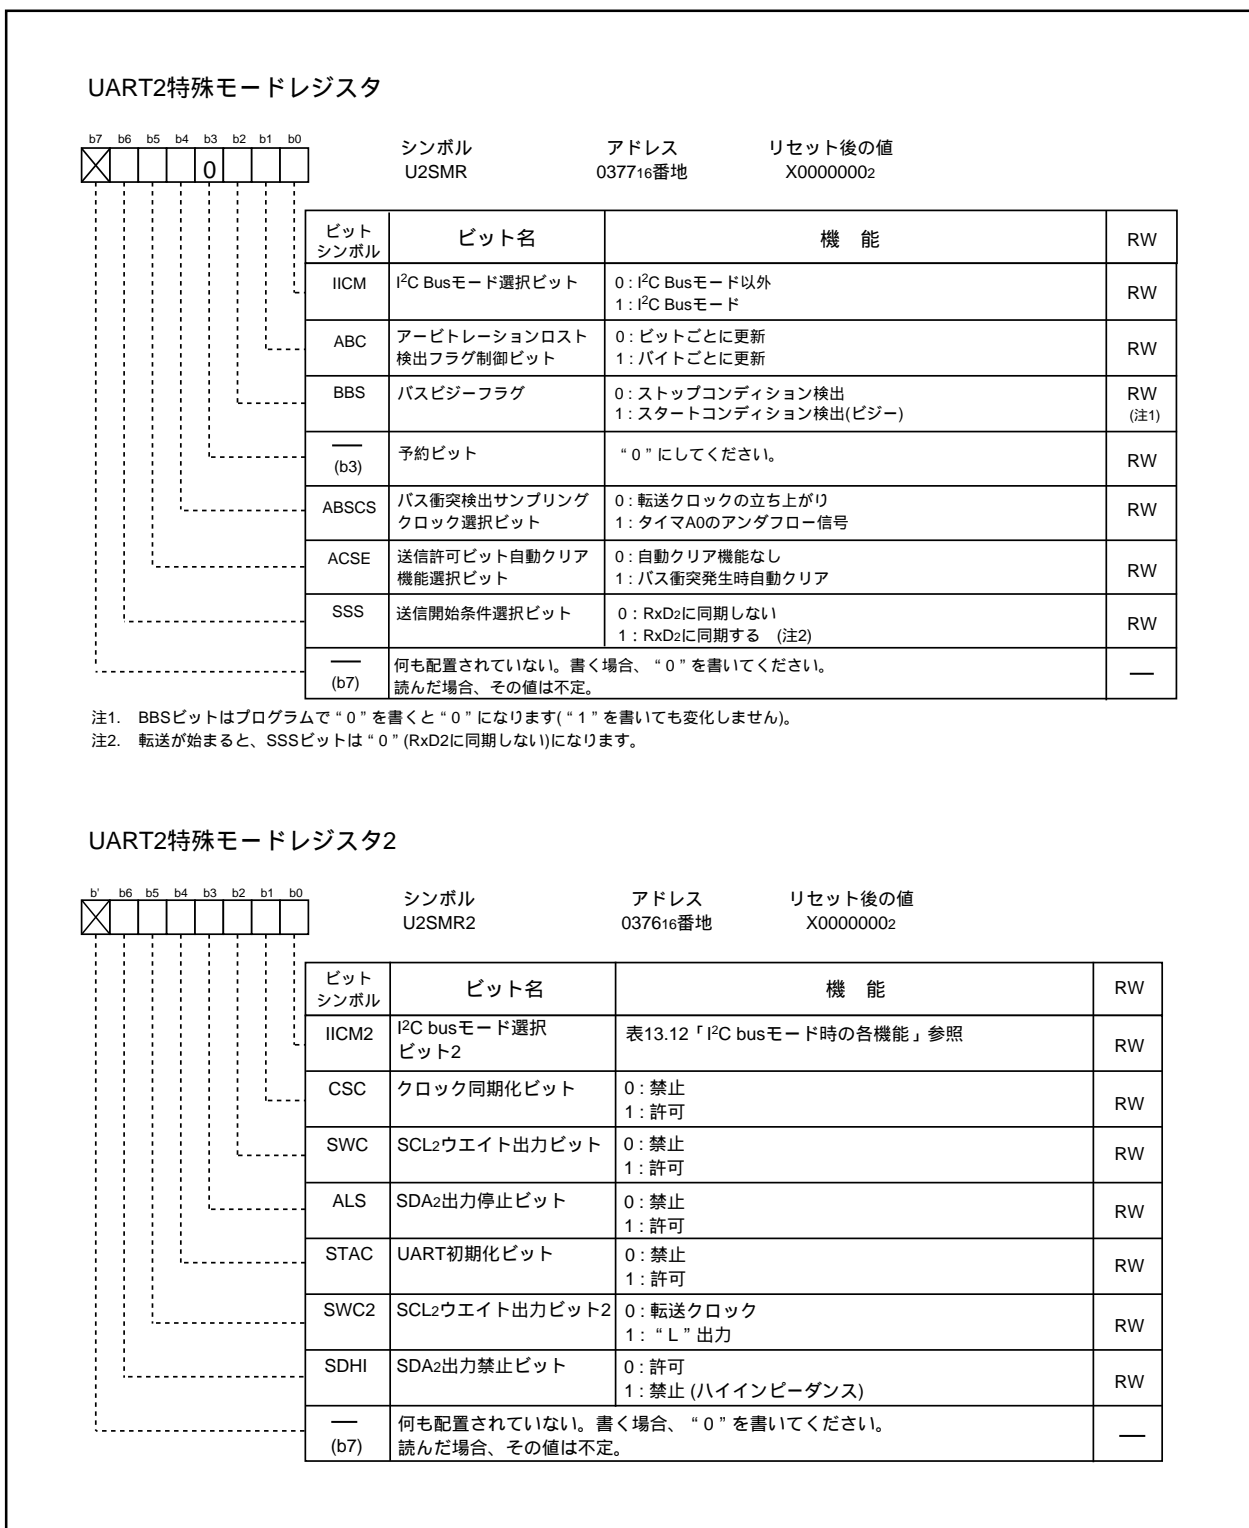 UART2特殊モードレジスタ
b7 b6 b5 b4 b3 b2 b1 b0
0
シンボル アドレス リセット後の値
U2SMR 037716番地 X00000002
ビット
シンボル
ビット名 機 能 RW
IICM I2C Busモード選択ビット 0 : I2C Busモード以外
1 : I2C Busモード
RW
ABC アービトレーションロスト
検出フラグ制御ビット
0 : ビットごとに更新
1 : バイトごとに更新
RW
BBS バスビジーフラグ 0 : ストップコンディション検出
1 : スタートコンディション検出(ビジー)
RW
(注1)
(b3) 予約ビット “ 0 ” にしてください。 RW
ABSCS バス衝突検出サンプリング
クロック選択ビット
0 : 転送クロックの立ち上がり
1 : タイマA0のアンダフロー信号
RW
ACSE 送信許可ビット自動クリア
機能選択ビット
0 : 自動クリア機能なし
1 : バス衝突発生時自動クリア
RW
SSS 送信開始条件選択ビット 0 : RxD2に同期しない
1 : RxD2に同期する (注2)
RW
(b7) 何も配置されていない。書く場合、 “ 0 ” を書いてください。
読んだ場合、その値は不定。
注1. BBSビットはプログラムで “ 0 ” を書くと “ 0 ” になります( “ 1 ” を書いても変化しません)。
注2. 転送が始まると、SSSビットは “ 0 ” (RxD2に同期しない)になります。
UART2特殊モードレジスタ2
b' b6 b5 b4 b3 b2 b1 b0
シンボル アドレス リセット後の値
U2SMR2 037616番地 X00000002
ビット
シンボル
ビット名 機 能 RW
IICM2 I2C busモード選択
ビット2
表13.12「 I2C busモード時の各機能 」参照
RW
CSC クロック同期化ビット 0 : 禁止
1 : 許可
RW
SWC SCL2ウエイト出力ビット 0 : 禁止
1 : 許可
RW
ALS SDA2出力停止ビット 0 : 禁止
1 : 許可
RW
STAC UART初期化ビット 0 : 禁止
1 : 許可
RW
SWC2 SCL2ウエイト出力ビット2 0 : 転送クロック
1 : “ L ” 出力
RW
SDHI SDA2出力禁止ビット 0 : 許可
1 : 禁止 (ハイインピーダンス)
RW
(b7) 何も配置されていない。書く場合、 “ 0 ” を書いてください。
読んだ場合、その値は不定。